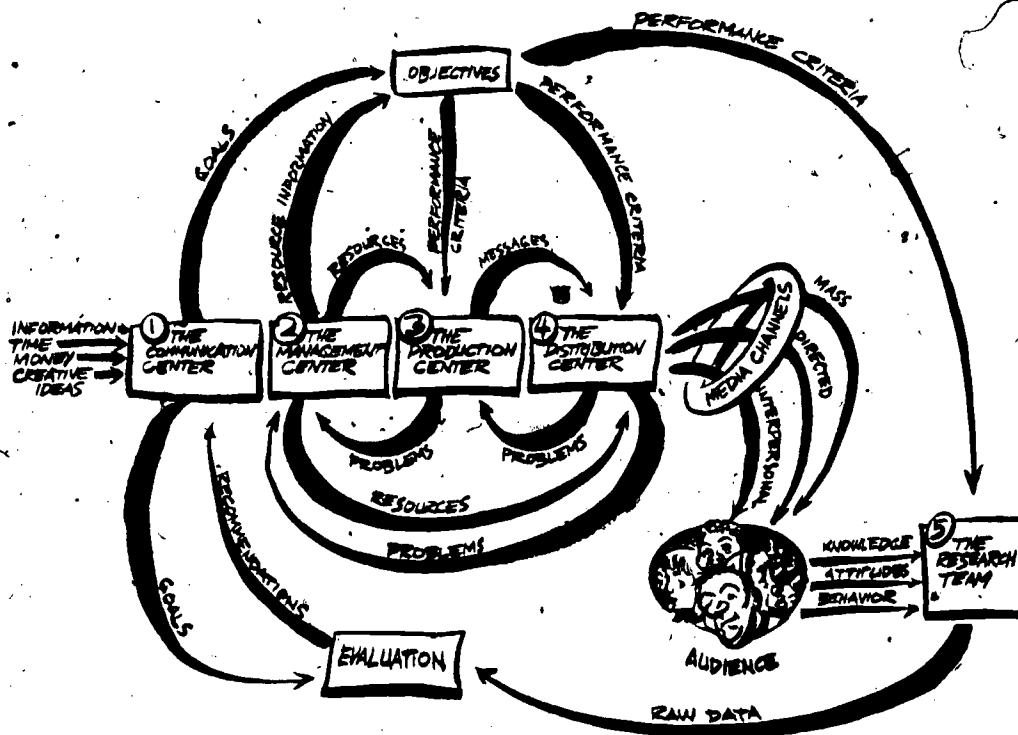 PERFORMANCE CRITERIA
OBJECTIVES
GOALS
RESOURCE INFORMATION
PERFORMANCE
CRITERIA
PERFORMANCE CRITERIA
RESOURCES
MESSAGES
INFORMATION
TIME
MONEY
CREATIVE
IDEAS
1 THE
COMMUNICATION
CENTER
2 THE
MANAGEMENT
CENTER
3 THE
PRODUCTION
CENTER
4 THE
DISTRIBUTION
CENTER
MEDIA CHANNELS
MASS
DIRECTED
INTERPERSONAL
PROBLEMS
PROBLEMS
RESOURCES
PROBLEMS
RECOMMENDATIONS
GOALS
EVALUATION
AUDIENCE
KNOWLEDGE
ATTITUDES
BEHAVIOR
5 THE
RESEARCH
TEAM
RAW DATA